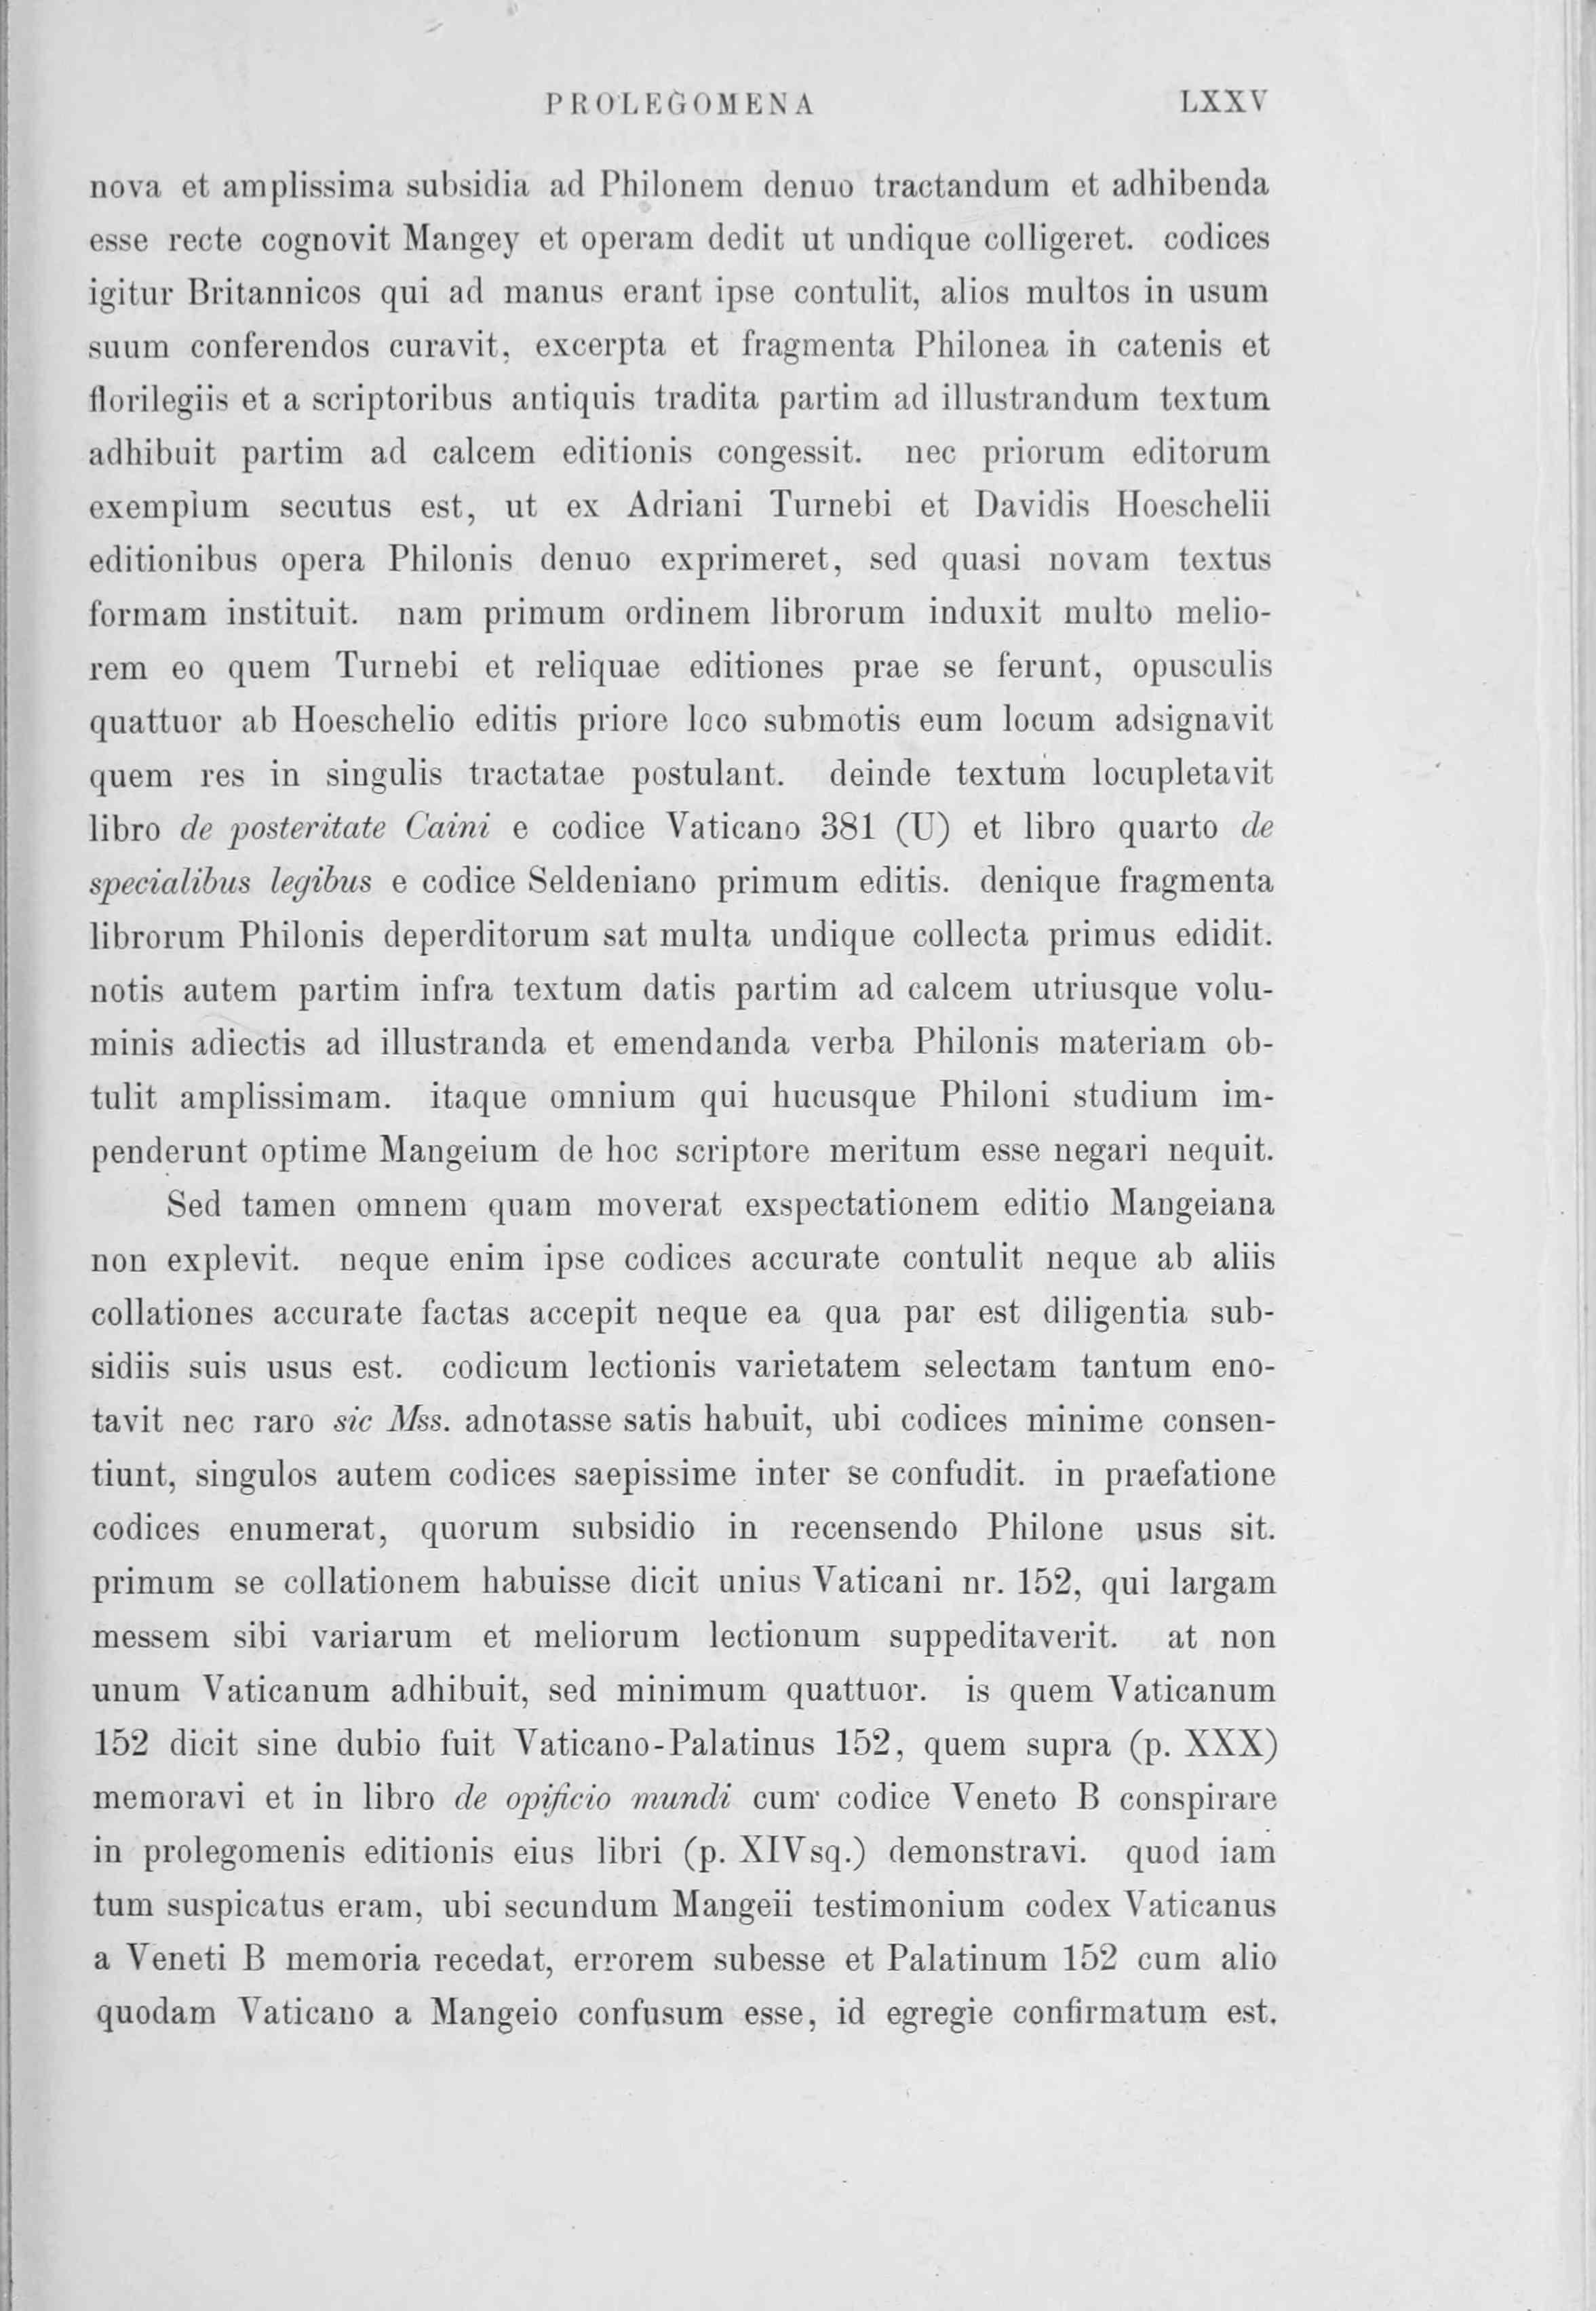 PROLEGOMENA LXXV
nova et amplissima subsidia ad Philonem denuo tractandum et adhibenda
esse recte cognovit Mangey et operam dedit ut undique colligeret. codices
igitur Britannicos qui ad manus erant ipse contulit, alios multos in usum
suum conferendos curavit, excerpta et fragmenta Philonea in catenis et
florilegiis et a scriptoribus antiquis tradita partim ad illustrandum textum
adhibuit partim ad calcem editionis congessit. nec priorum editorum
exemplum secutus est, ut ex Adriani Turnebi et Davidis Hoeschelii
editionibus opera Philonis denuo exprimeret, sed quasi novam textus
formam instituit. nam primum ordinem librorum induxit multo melio-
rem eo quem Turnebi et reliquae editiones prae se ferunt, opusculis
quattuor ab Hoeschelio editis priore loco submotis eum locum adsignavit
quem res in singulis tractatae postulant. deinde textum locupletavit
libro de posteritate Caini e codice Vaticano 381 (U) et libro quarto de
specialibus legibus e codice Seldeniano primum editis. denique fragmenta
librorum Philonis deperditorum sat multa undique collecta primus edidit.
notis autem partim infra textum datis partim ad calcem utriusque volu-
minis adiectis ad illustranda et emendanda verba Philonis materiam ob-
tulit amplissimam. itaque omnium qui hucusque Philoni studium im-
penderunt optime Mangeium de hoc scriptore meritum esse negari nequit.
Sed tamen omnem quam moverat exspectationem editio Mangeiana
non explevit. neque enim ipse codices accurate contulit neque ab aliis
collationes accurate factas accepit neque ea qua par est diligentia sub-
sidiis suis usus est. codicum lectionis varietatem selectam tantum eno-
tavit nec raro sic Mss. adnotasse satis habuit, ubi codices minime consen-
tiunt, singulos autem codices saepissime inter se confudit. in praefatione
codices enumerat, quorum subsidio in recensendo Philone usus sit.
primum se collationem habuisse dicit unius Vaticani nr. 152, qui largam
messem sibi variarum et meliorum lectionum suppeditaverit. at non
unum Vaticanum adhibuit, sed minimum quattuor. is quem Vaticanum
152 dicit sine dubio fuit Vaticano-Palatinus 152, quem supra (p. XXX)
memoravi et in libro de opificio mundi cum codice Veneto B conspirare
in prolegomenis editionis eius libri (p. XIV sq.) demonstravi. quod iam
tum suspicatus eram, ubi secundum Mangeii testimonium codex Vaticanus
a Veneti B memoria recedat, errorem subesse et Palatinum 152 cum alio
quodam Vaticano a Mangeio confusum esse, id egregie confirmatum est.